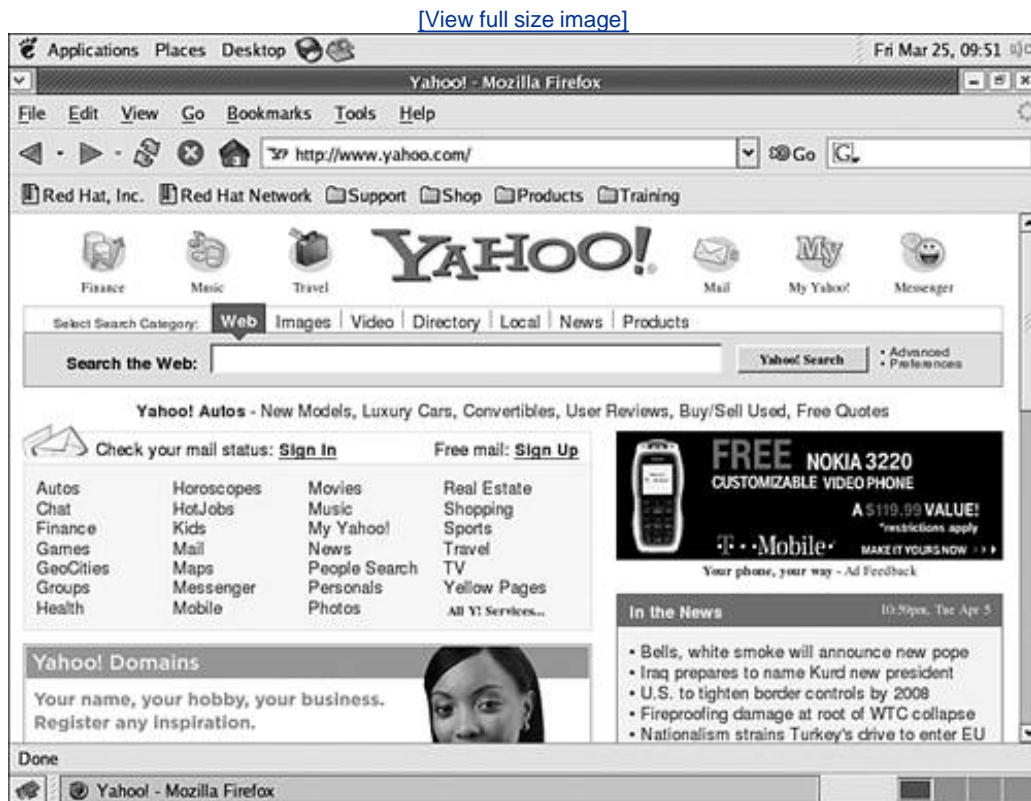 [View full size image]
Applications Places Desktop Fri Mar 25, 09:51
Yahoo! - Mozilla Firefox
File Edit View Go Bookmarks Tools Help
http://www.yahoo.com/ Go G
Red Hat, Inc. Red Hat Network Support Shop Products Training
YAHOO!
Finance Music Travel Mail My Yahoo! Messenger
Select Search Category: Web Images Video Directory Local News Products
Search the Web: Yahoo! Search • Advanced
• Preferences
Yahoo! Autos - New Models, Luxury Cars, Convertibles, User Reviews, Buy/Sell Used, Free Quotes
Check your mail status: Sign In Free mail: Sign Up
Autos Horoscopes Movies Real Estate
Chat HotJobs Music Shopping
Finance Kids My Yahoo! Sports
Games Mail News Travel
GeoCities Maps People Search TV
Groups Messenger Personals Yellow Pages
Health Mobile Photos All Y! Services...
FREE NOKIA 3220
CUSTOMIZABLE VIDEO PHONE
A $119.99 VALUE!
*restrictions apply
T-Mobile MAKE IT YOURS NOW
Your phone, your way - Ad Feedback
In the News 10:59pm, Tue Apr 5
• Bells, white smoke will announce new pope
• Iraq prepares to name Kurd new president
• U.S. to tighten border controls by 2008
• Fireproofing damage at root of WTC collapse
• Nationalism strains Turkey's drive to enter EU
Yahoo! Domains
Your name, your hobby, your business.
Register any inspiration.
Done
Yahoo! - Mozilla Firefox